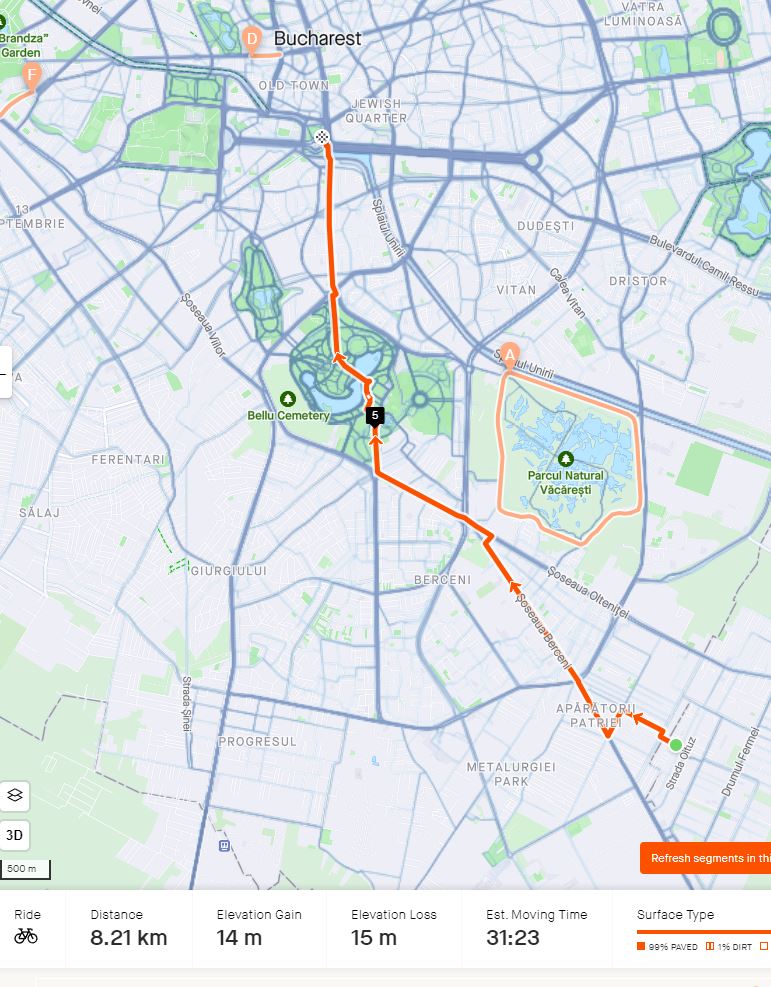 VATRA
LUMINOASĂ
Brandza”
Garden
D
Bucharest
F
OLD TOWN
JEWISH
QUARTER
13
PTEMBRIE
Splaiul Unirii
DUDEȘTI
Bulevardul Camil Ressu
VITAN
Calea Vitan
DRISTOR
Șoseaua Viilor
A
Splaiul Unirii
A
5
Bellu Cemetery
FERENTARI
Parcul Natural
Văcărești
SĂLAJ
GIURGIULUI
BERCENI
Șoseaua Olteniței
Șoseaua Berceni
Strada Șinei
APĂRĂTORII
PATRIEI
PROGRESUL
Strada Oituz
Drumul Fermei
METALURGIEI
PARK
3D
500 m
Refresh segments in thi
Ride
Distance
Elevation Gain
Elevation Loss
Est. Moving Time
Surface Type
8.21 km
14 m
15 m
31:23
99% PAVED
1% DIRT